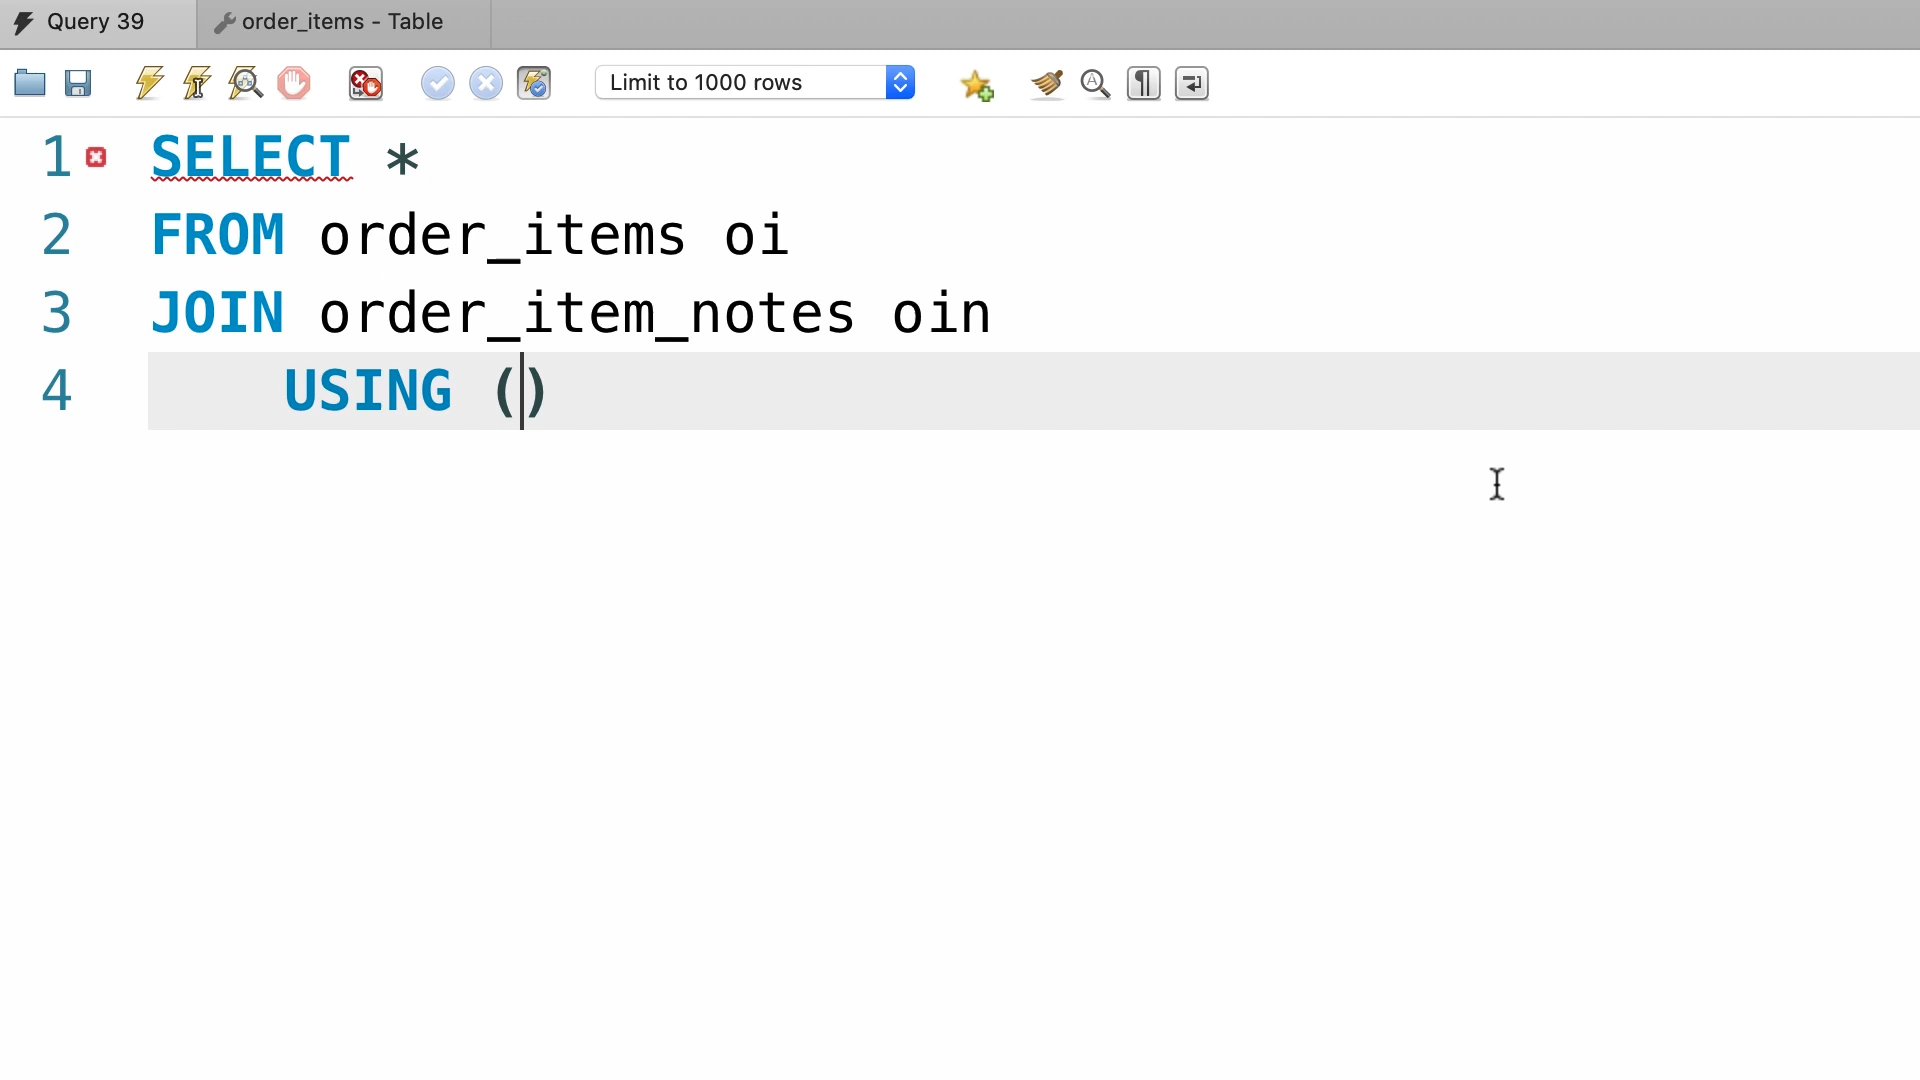 Query 39
order_items - Table
Limit to 1000 rows
1 SELECT *
2 FROM order_items oi
3 JOIN order_item_notes oin
4 USING ()